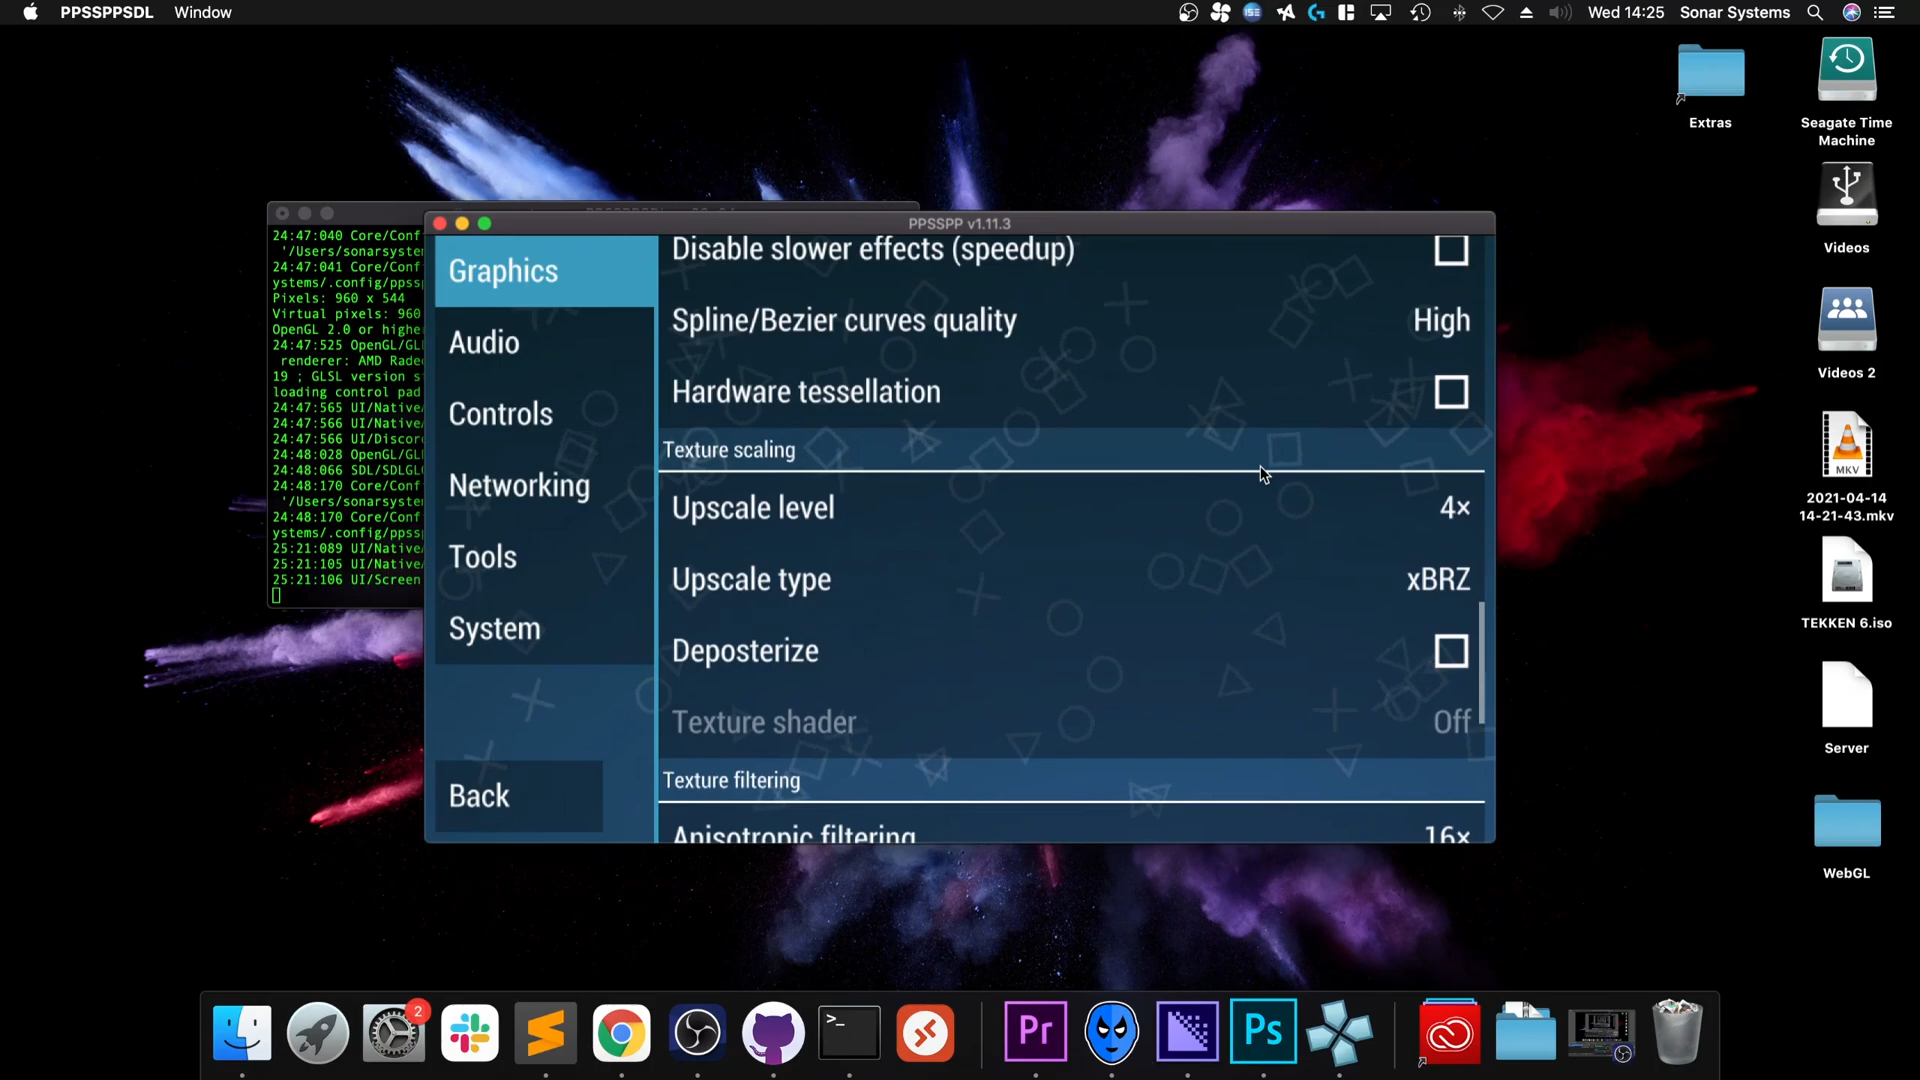 PPSSPPSDL Window
Wed 14:25 Sonar Systems
Extras
Seagate Time
Machine
Videos
Videos 2
MKV
2021-04-14
14-21-43.mkv
TEKKEN 6.iso
Server
WebGL
24:47:040 Core/Conf
'/Users/sonarsyste
24:47:041 Core/Conf
ystems/.config/ppss
Pixels: 960 x 544
Virtual pixels: 960
OpenGL 2.0 or highe
24:47:525 OpenGL/GL
renderer: AMD Rade
19 ; GLSL version s
loading control pad
24:47:565 UI/Native
24:47:566 UI/Native
24:47:566 UI/Discor
24:48:028 OpenGL/GL
24:48:066 SDL/SDLGL
24:48:170 Core/Conf
'/Users/sonarsyste
24:48:170 Core/Conf
ystems/.config/ppss
25:21:089 UI/Native
25:21:105 UI/Native
25:21:106 UI/Screen
PPSSPP v1.11.3
Graphics
Audio
Controls
Networking
Tools
System
Back
Disable slower effects (speedup)
Spline/Bezier curves quality High
Hardware tessellation
Texture scaling
Upscale level 4×
Upscale type xBRZ
Deposterize
Texture shader Off
Texture filtering
Anisotropic filtering 16×
2
>_
Pr
Ps